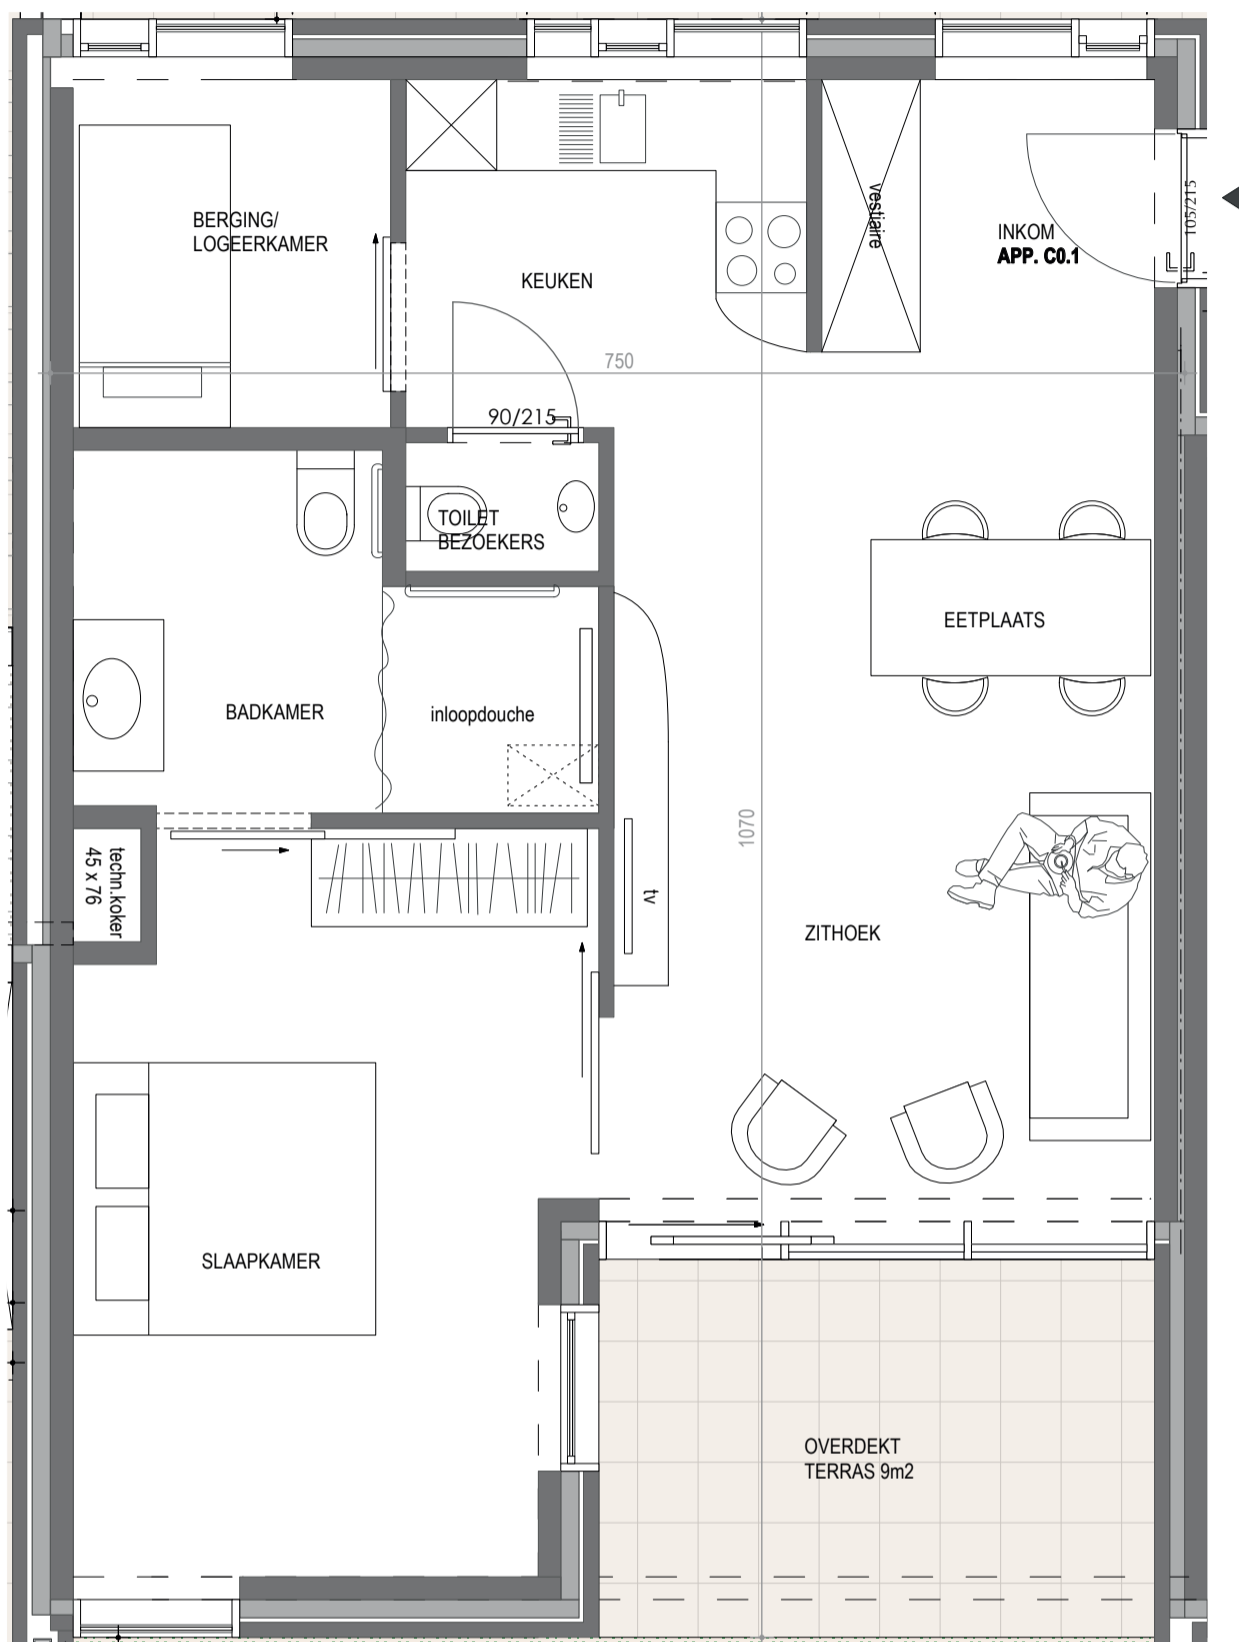 BERGING/
LOGEERKAMER
KEUKEN
vestiaire
INKOM
APP. C0.1
105/215
750
90/215
TOILET
BEZOEKERS
EETPLAATS
BADKAMER
inloopdouche
techn.koker
45 x 76
1070
tv
ZITHOEK
SLAAPKAMER
OVERDEKT
TERRAS 9m2